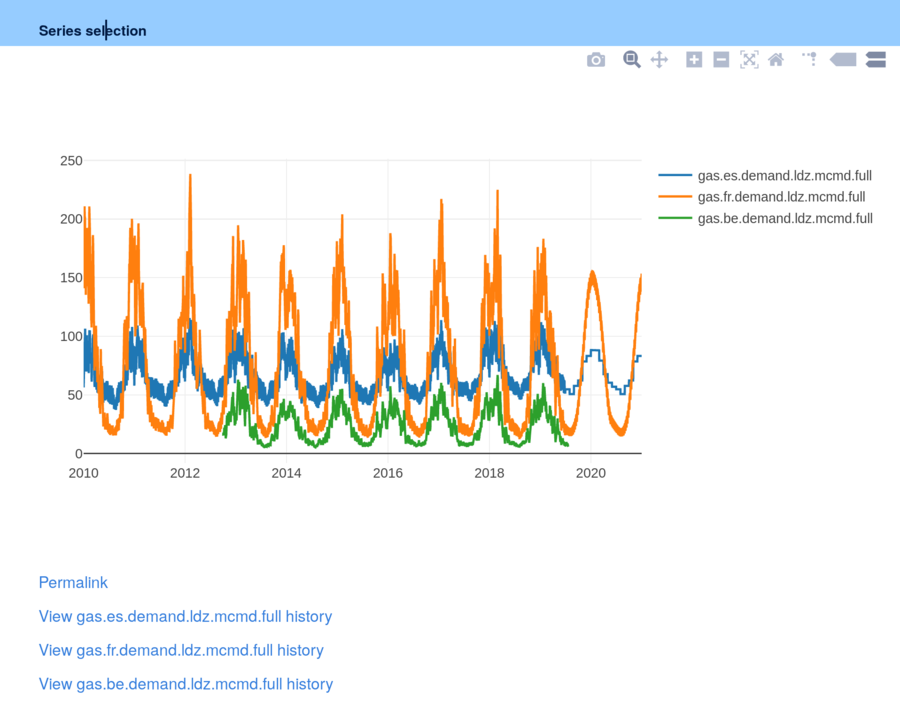 Series selection
250
200
150
100
50
0
2010 2012 2014 2016 2018 2020
gas.es.demand.ldz.mcmd.full
gas.fr.demand.ldz.mcmd.full
gas.be.demand.ldz.mcmd.full
Permalink
View gas.es.demand.ldz.mcmd.full history
View gas.fr.demand.ldz.mcmd.full history
View gas.be.demand.ldz.mcmd.full history